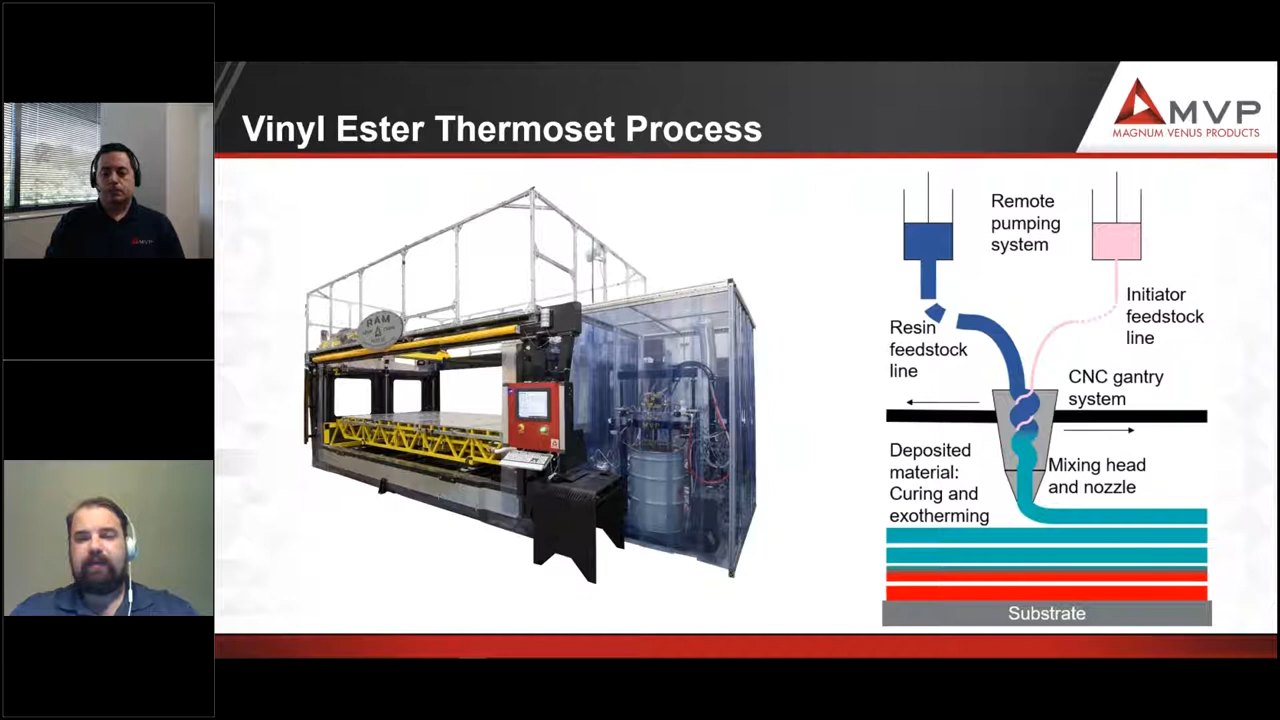 Vinyl Ester Thermoset Process
MVP
MAGNUM VENUS PRODUCTS
MVP
RAM
Remote
pumping
system
Initiator
feedstock
line
Resin
feedstock
line
CNC gantry
system
Deposited
material:
Curing and
exotherming
Mixing head
and nozzle
Substrate